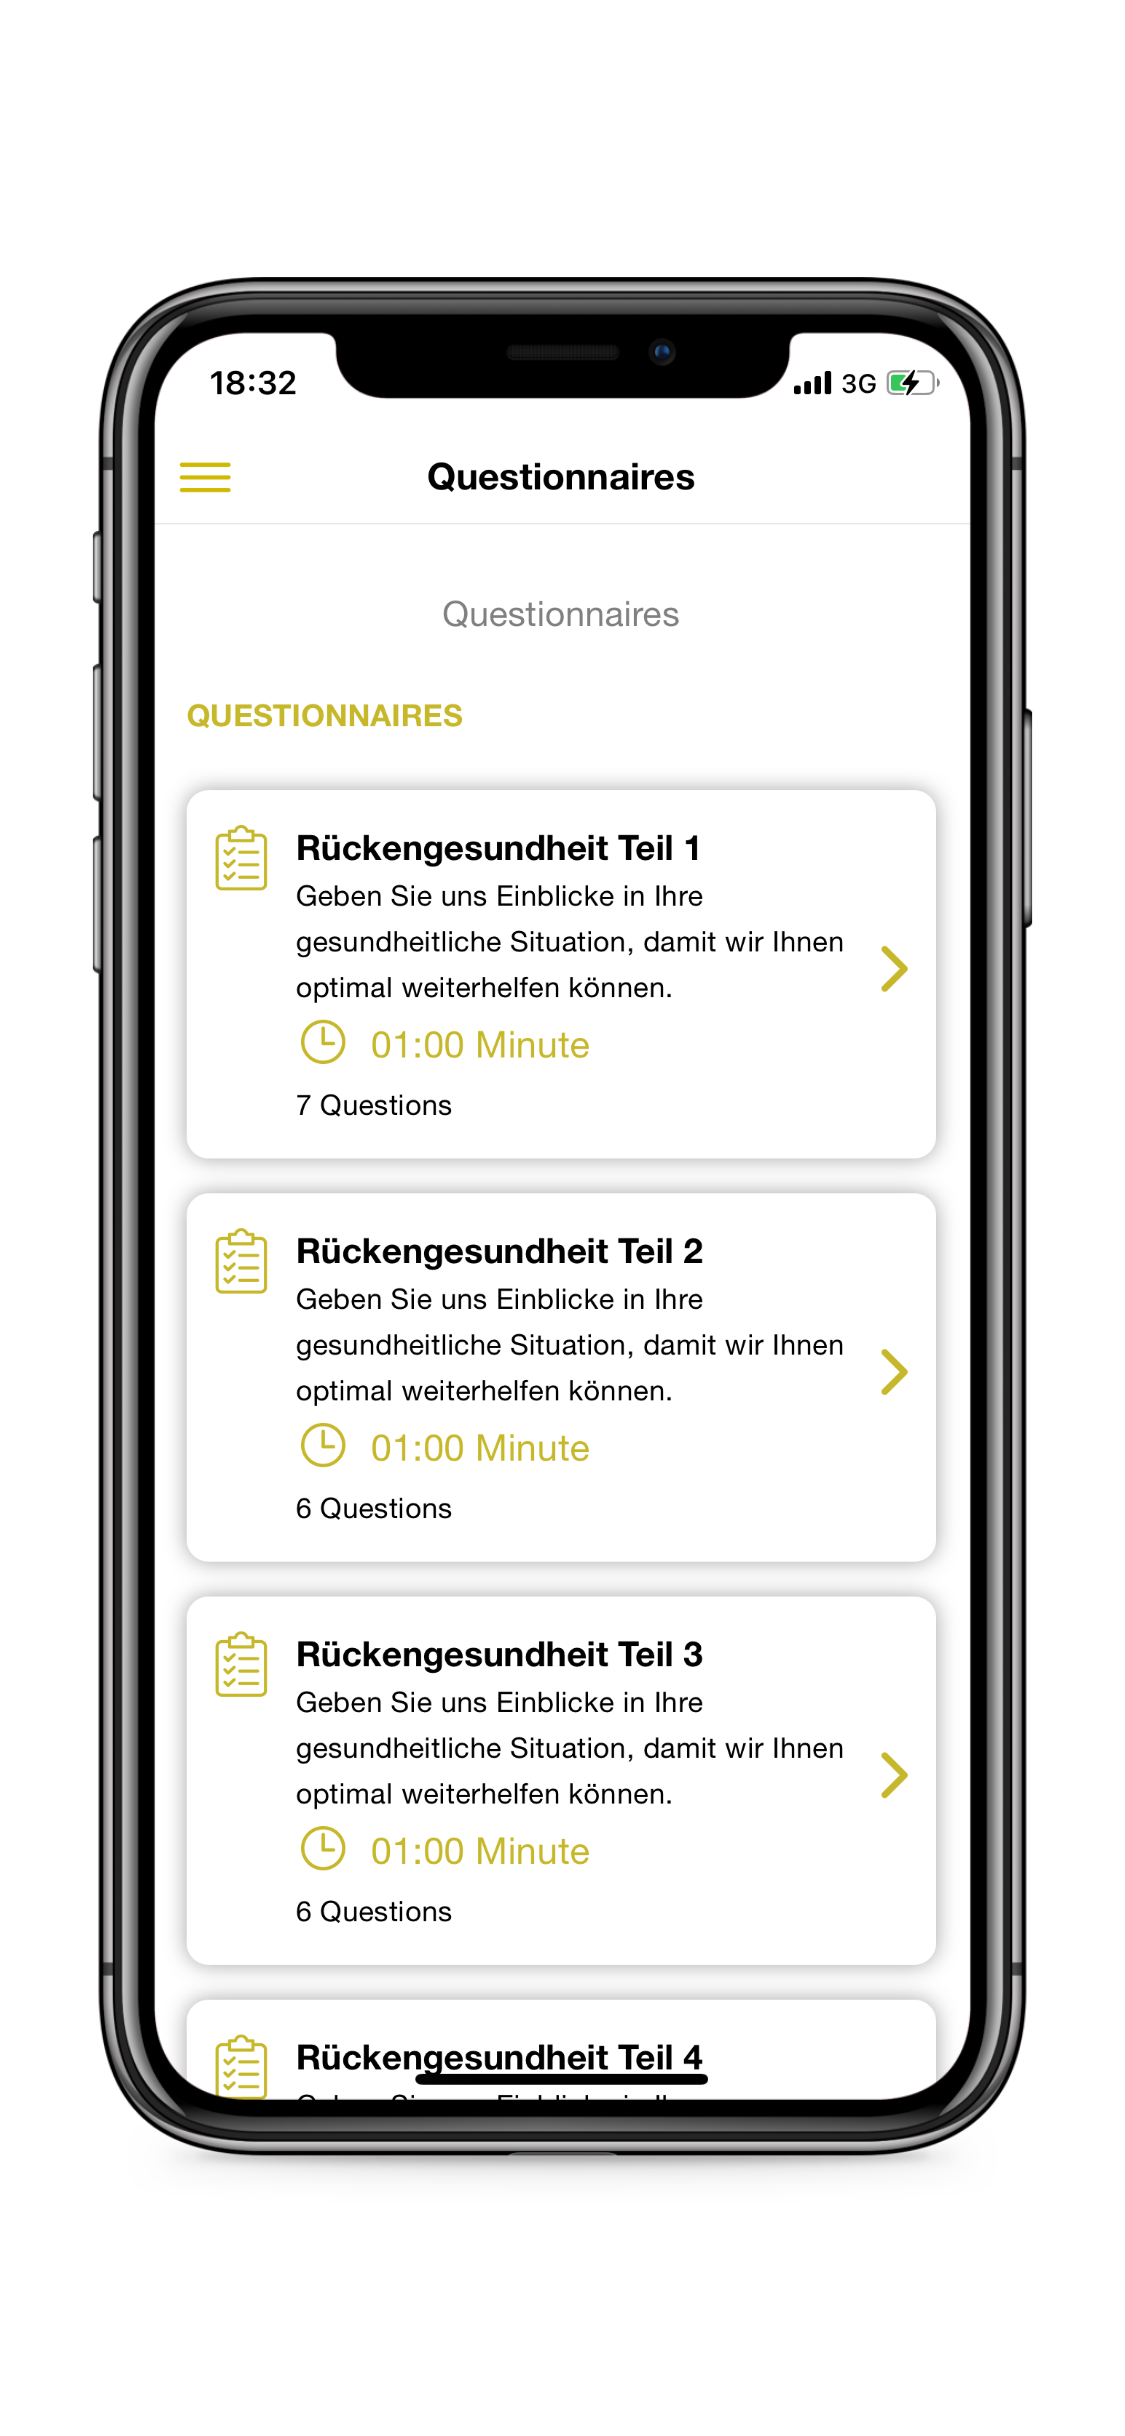 18:32 3G
Questionnaires
Questionnaires
QUESTIONNAIRES
Rückengesundheit Teil 1
Geben Sie uns Einblicke in Ihre
gesundheitliche Situation, damit wir Ihnen
optimal weiterhelfen können.
01:00 Minute
7 Questions
Rückengesundheit Teil 2
Geben Sie uns Einblicke in Ihre
gesundheitliche Situation, damit wir Ihnen
optimal weiterhelfen können.
01:00 Minute
6 Questions
Rückengesundheit Teil 3
Geben Sie uns Einblicke in Ihre
gesundheitliche Situation, damit wir Ihnen
optimal weiterhelfen können.
01:00 Minute
6 Questions
Rückengesundheit Teil 4